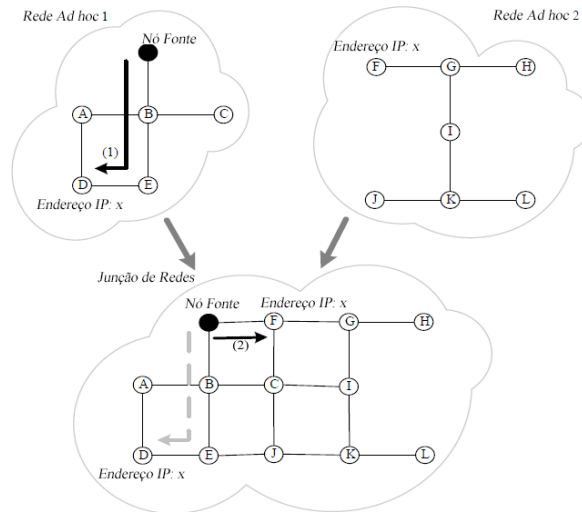 Rede Ad hoc 1
Nó Fonte
A
B
C
(1)
D
E
Endereço IP: x
Rede Ad hoc 2
Endereço IP: x
F
G
H
I
J
K
L
Junção de Redes
Nó Fonte
Endereço IP: x
F
G
H
(2)
A
B
C
I
D
E
J
K
L
Endereço IP: x